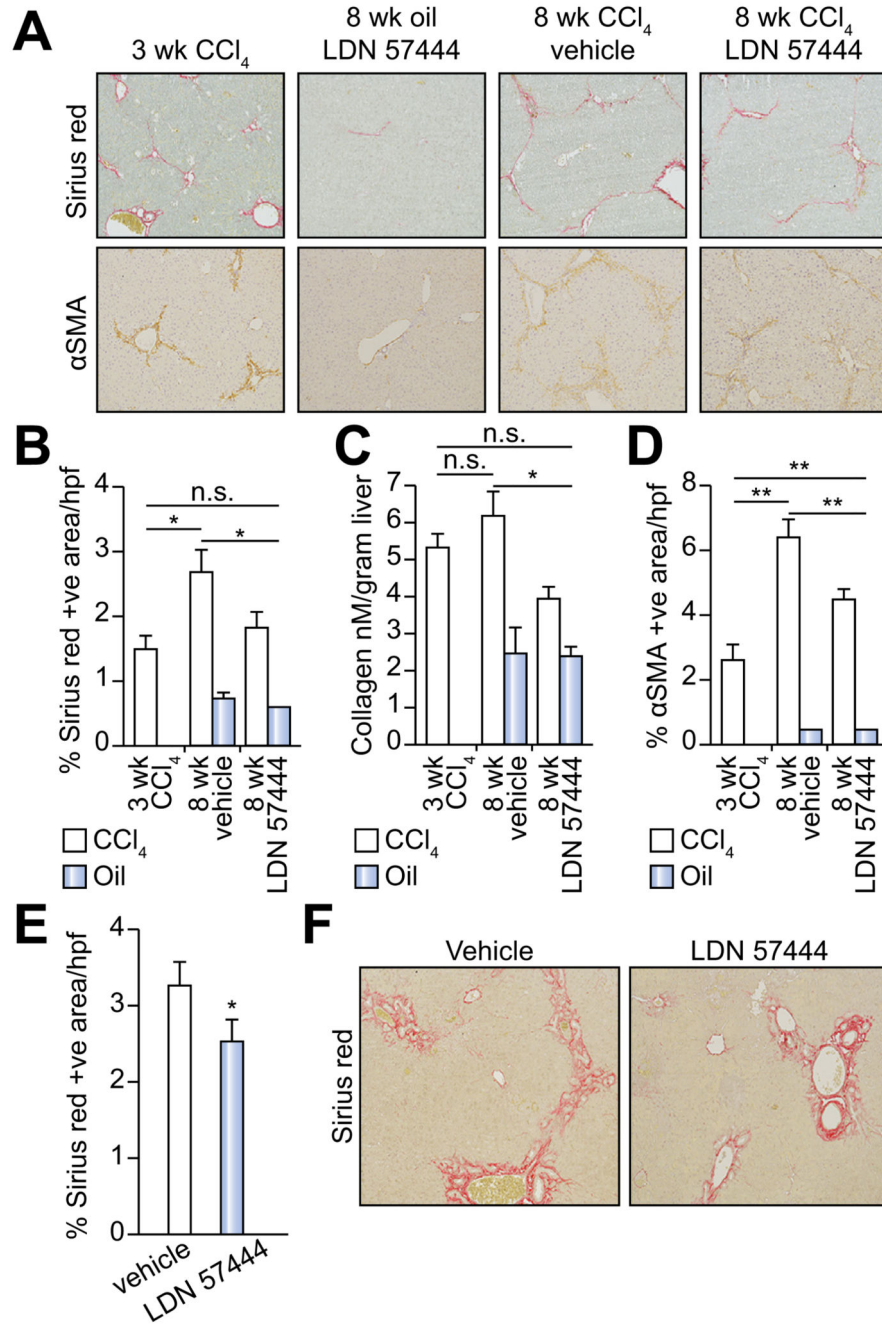 A
3 wk CCl₄
8 wk oil
LDN 57444
8 wk CCl₄
vehicle
8 wk CCl₄
LDN 57444
Sirius red
αSMA
B
n.s.
*
*
% Sirius red +ve area/hpf
4
3
2
1
0
3 wk
CCl₄
8 wk
vehicle
8 wk
LDN 57444
CCl₄
Oil
C
n.s.
n.s.
*
Collagen nM/gram liver
7
6
5
4
3
2
1
0
3 wk
CCl₄
8 wk
vehicle
8 wk
LDN 57444
CCl₄
Oil
D
**
**
**
% αSMA +ve area/hpf
8
6
4
2
0
3 wk
CCl₄
8 wk
vehicle
8 wk
LDN 57444
CCl₄
Oil
E
% Sirius red +ve area/hpf
4
3
2
1
0
*
vehicle
LDN 57444
F
Vehicle
LDN 57444
Sirius red